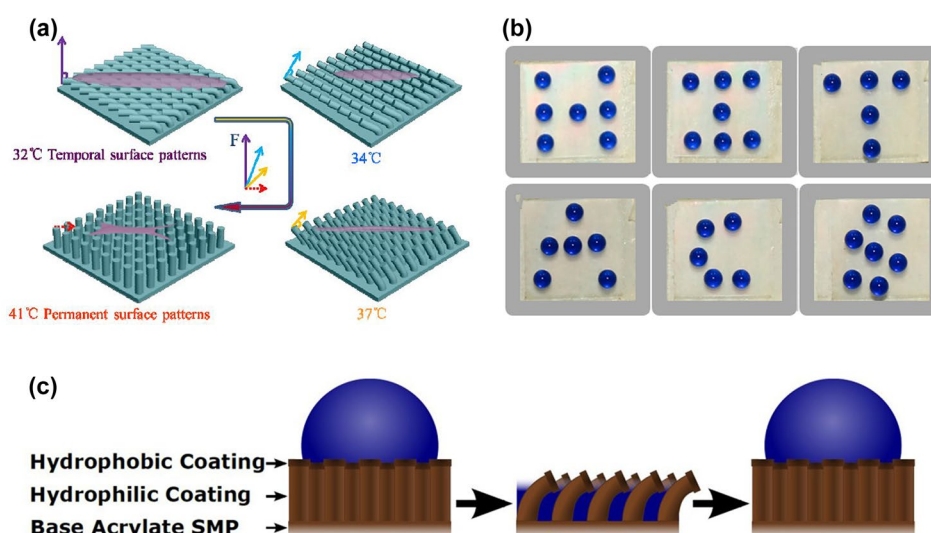 (a)
32℃ Temporal surface patterns
F
34℃
41℃ Permanent surface patterns
37℃
(b)
(c)
Hydrophobic Coating
Hydrophilic Coating
Base Acrylate SMP